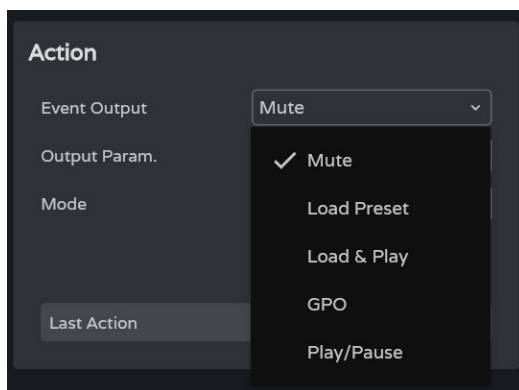 Action
Event Output
Mute
Output Param.
Mute
Mode
Load Preset
Load & Play
GPO
Last Action
Play/Pause